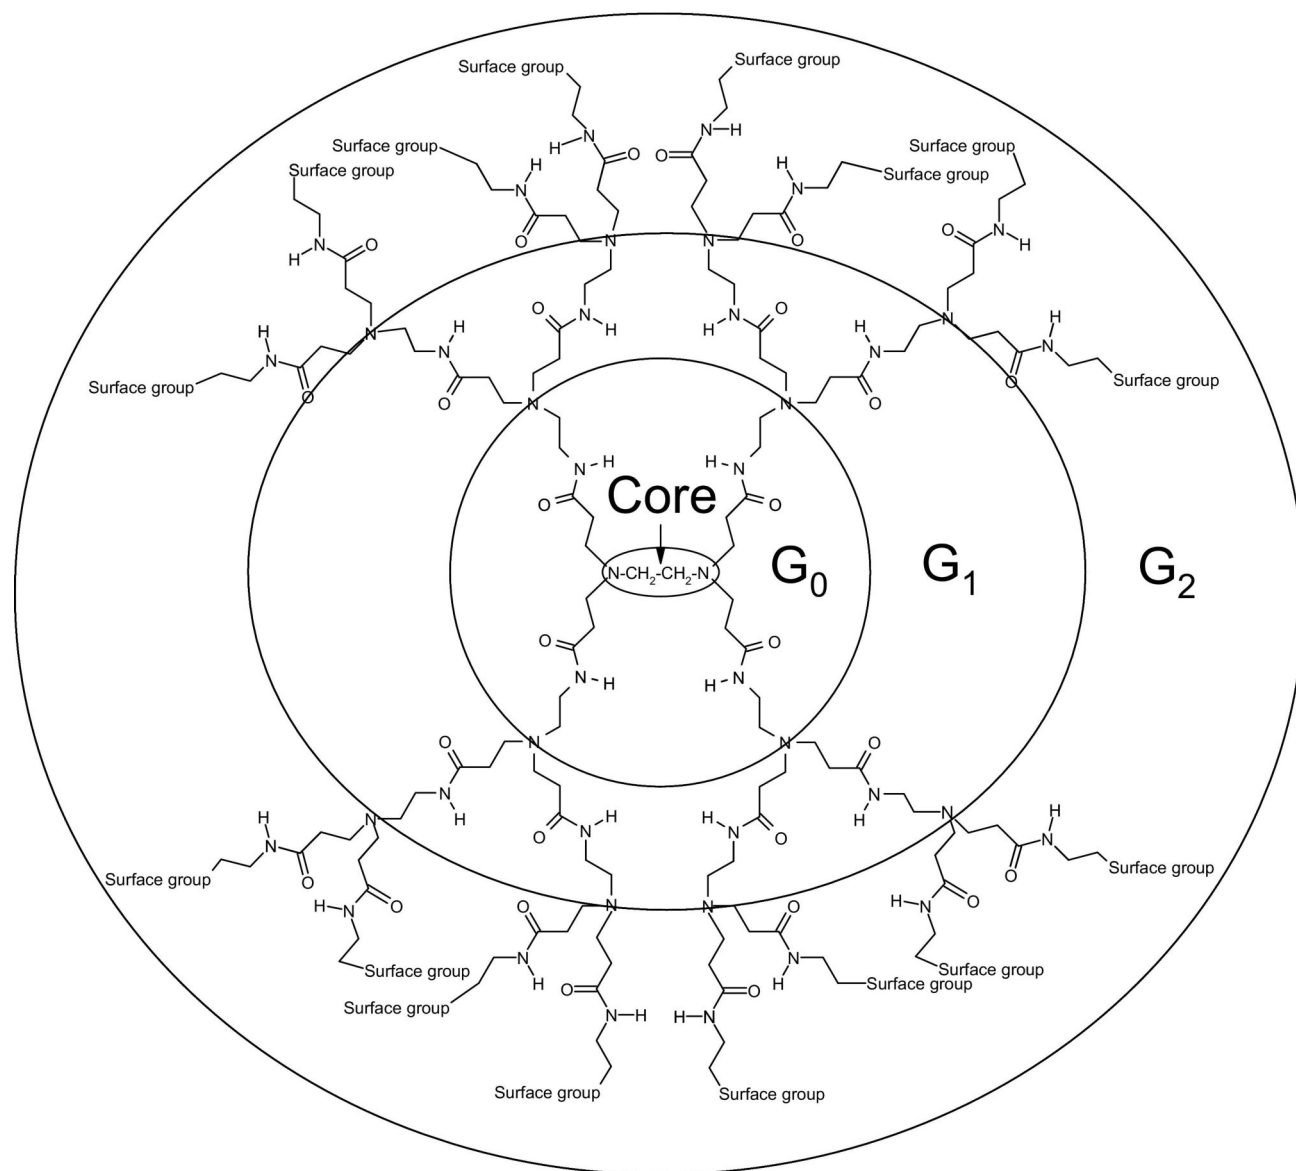 Surface group
Surface group
N H
H N
Surface group
Surface group
O O
H H
Surface group
Surface group
N N
N H
O
O N N O
N O
H
O O
N N
H H
H N
H N H H
N N N
N
Surface group
O O
Surface group
O N N O
H H
N N
Core
O O
N-CH2-CH2-N
G0 G1 G2
O O
N H H N
O N N O
N N
H N H H N H
H H
N O O N
N N
O O
Surface group
Surface group
H N O
N N
H N O
O O
N N
Surface group
Surface group
H H
Surface group
Surface group
O O
N H H N
Surface group
Surface group